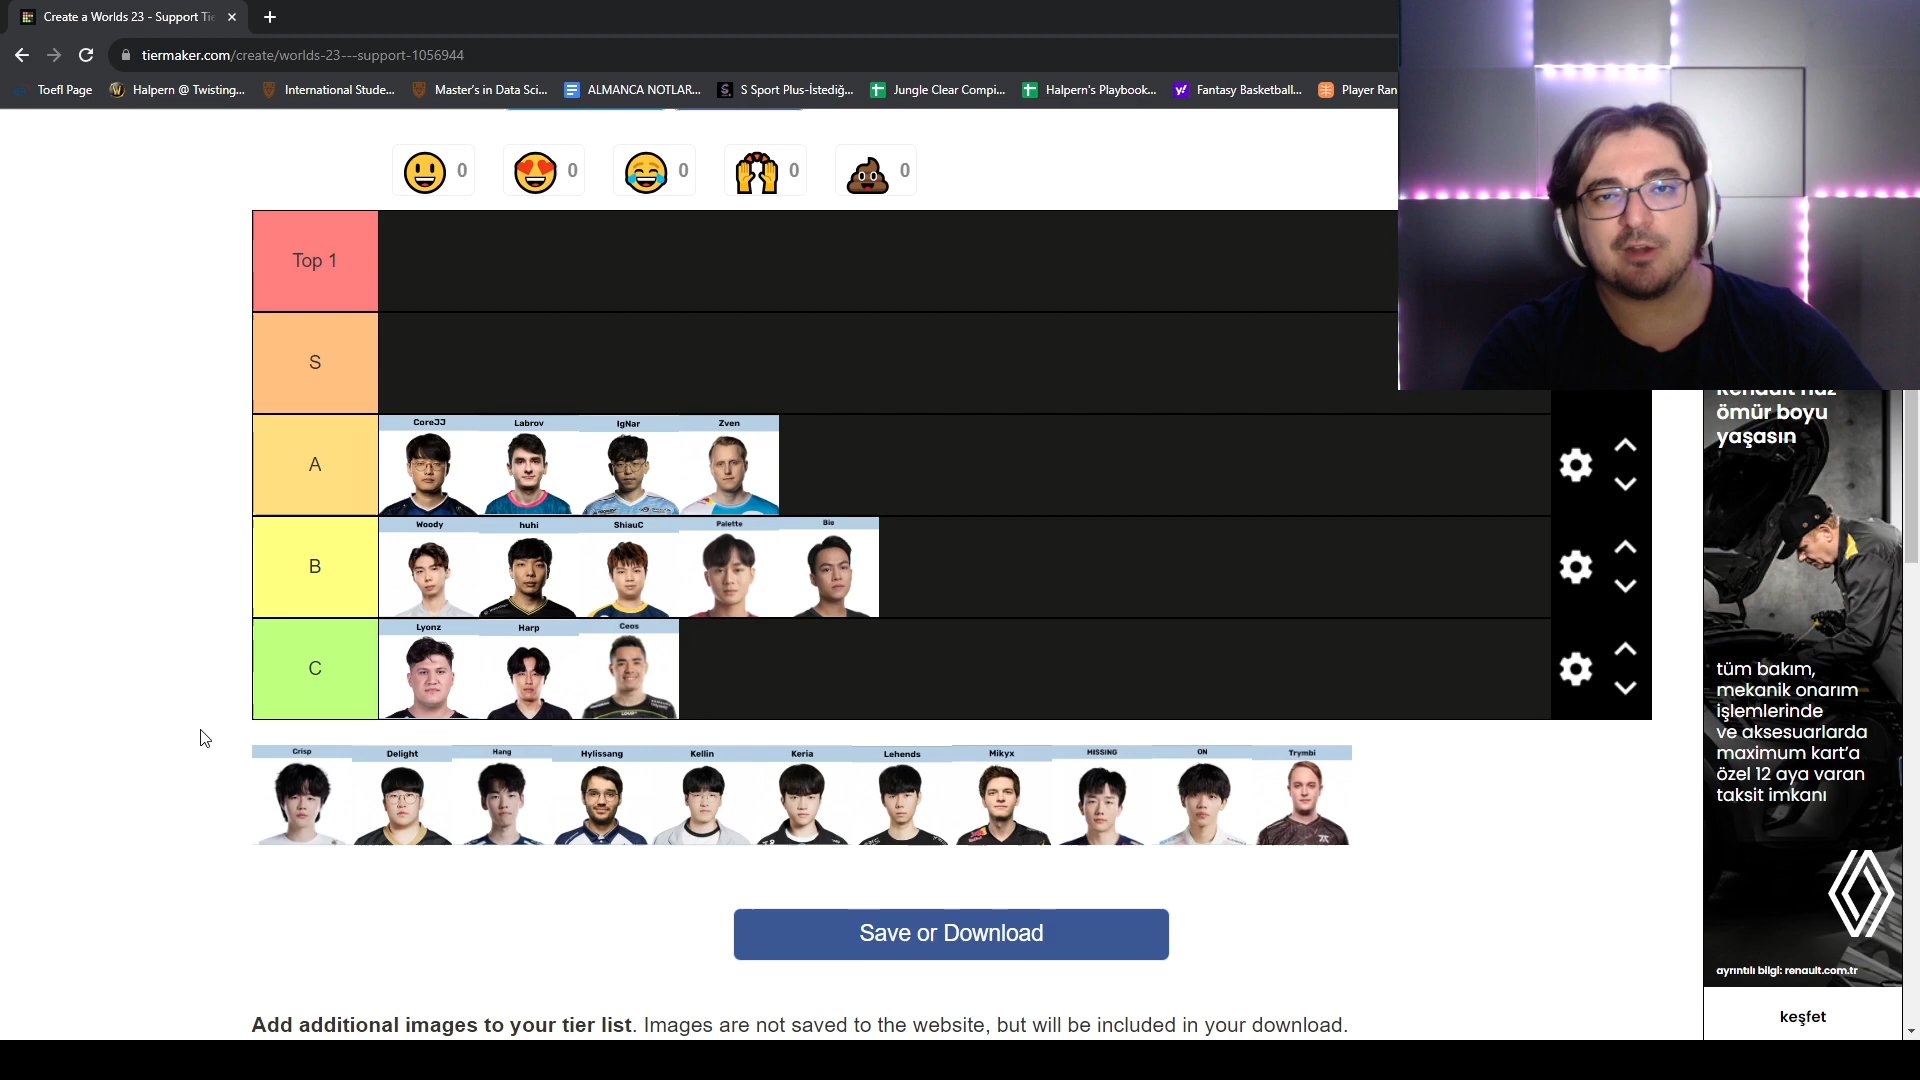 Create a Worlds 23 - Support Tie
tiermaker.com/create/worlds-23---support-1056944
Toefl Page
Halpern @ Twisting...
International Stude...
Master's in Data Sci...
ALMANCA NOTLAR...
S Sport Plus-İstediğ...
Jungle Clear Compi...
Halpern's Playbook...
Fantasy Basketball...
Player Ran
0
0
0
0
0
Top 1
S
A
CoreJJ
Labrov
IgNar
Zven
B
Woody
huhi
ShiauC
Palette
Bie
C
Lyonz
Harp
Ceos
Crisp
Delight
Hang
Hylissang
Kellin
Keria
Lehends
Mikyx
MISSING
ON
Trymbi
Save or Download
Add additional images to your tier list. Images are not saved to the website, but will be included in your download.
ömür boyu
yaşasın
tüm bakım,
mekanik onarım
işlemlerinde
ve aksesuarlarda
maximum kart'a
özel 12 aya varan
taksit imkanı
ayrıntılı bilgi: renault.com.tr
keşfet